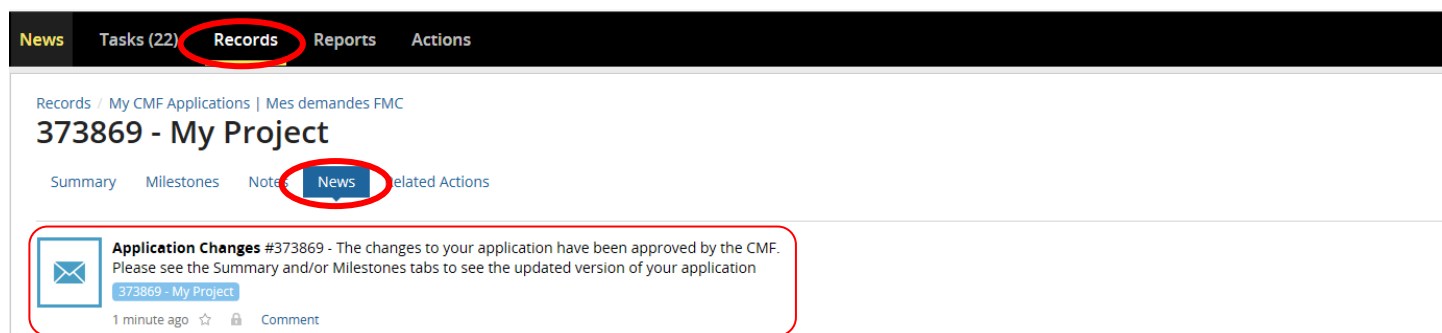 News Tasks (22) Records Reports Actions
Records / My CMF Applications | Mes demandes FMC
373869 - My Project
Summary Milestones Notes News Related Actions
Application Changes #373869 - The changes to your application have been approved by the CMF.
Please see the Summary and/or Milestones tabs to see the updated version of your application
373869 - My Project
1 minute ago Comment